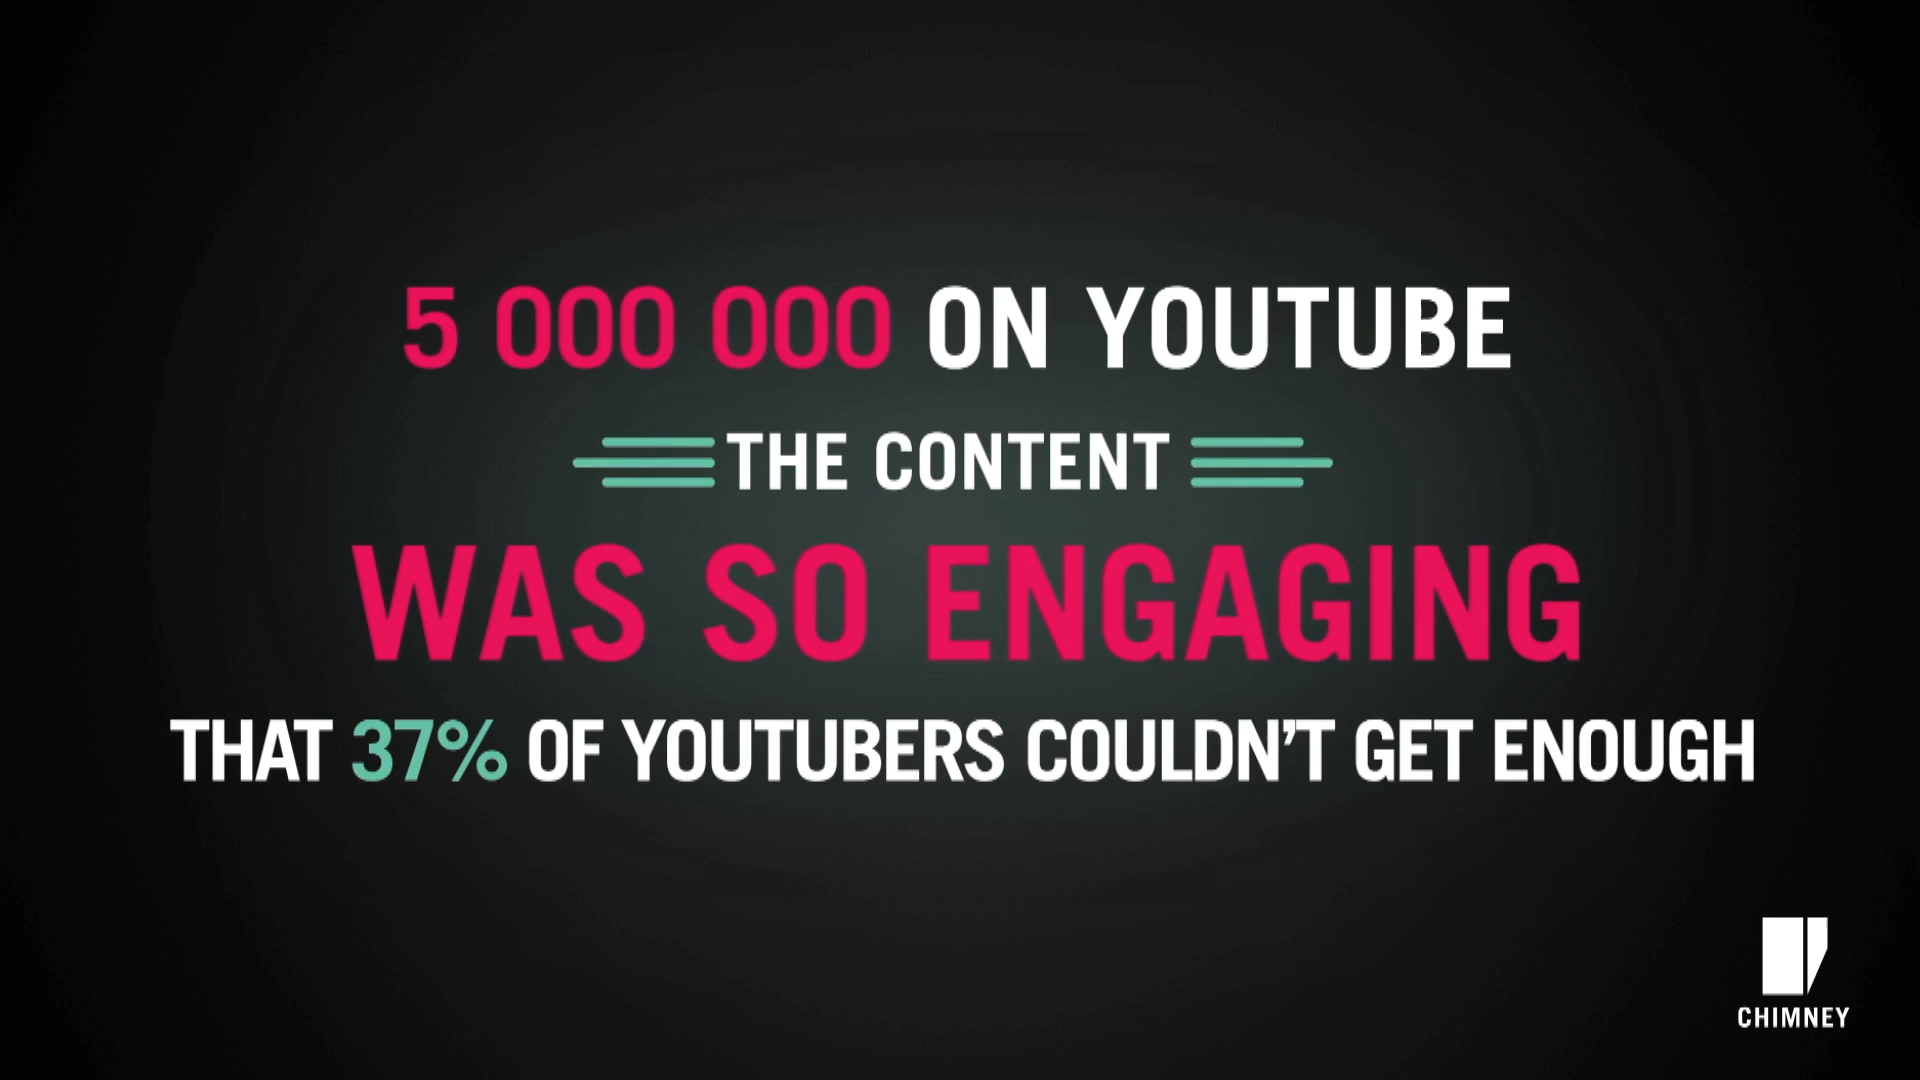 5 000 000 ON YOUTUBE
THE CONTENT
WAS SO ENGAGING
THAT 37% OF YOUTUBERS COULDN'T GET ENOUGH
CHIMNEY